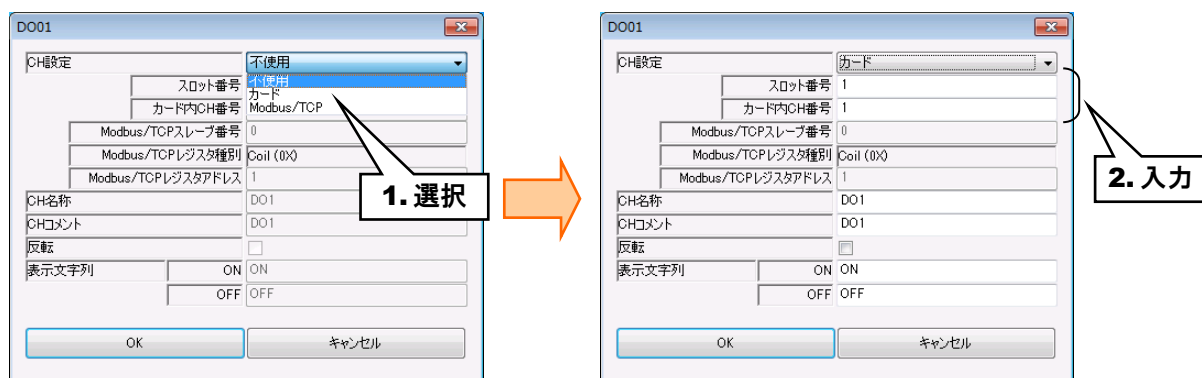 DO01
CH設定 不使用
不使用
スロット番号
カード
カード内CH番号 Modbus/TCP
Modbus/TCPスレーブ番号 0
Modbus/TCPレジスタ種別 Coil (0X)
Modbus/TCPレジスタアドレス 1
CH名称 DO1
CHコメント DO1
反転
表示文字列 ON ON
OFF OFF
OK キャンセル
1. 選択
DO01
CH設定 カード
スロット番号 1
カード内CH番号 1
Modbus/TCPスレーブ番号 0
Modbus/TCPレジスタ種別 Coil (0X)
Modbus/TCPレジスタアドレス 1
CH名称 DO1
CHコメント DO1
反転
表示文字列 ON ON
OFF OFF
OK キャンセル
2. 入力